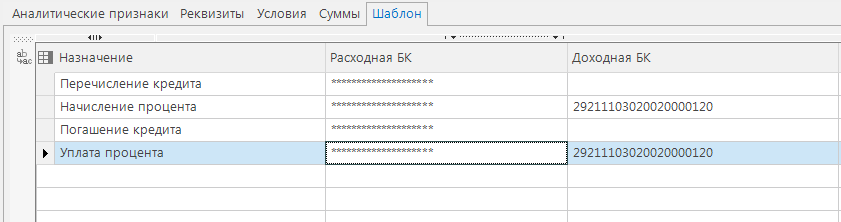 Аналитические признаки Реквизиты Условия Суммы Шаблон
Назначение Расходная БК Доходная БК
Перечисление кредита ********************
Начисление процента ******************** 29211103020020000120
Погашение кредита ********************
Уплата процента ******************** 29211103020020000120